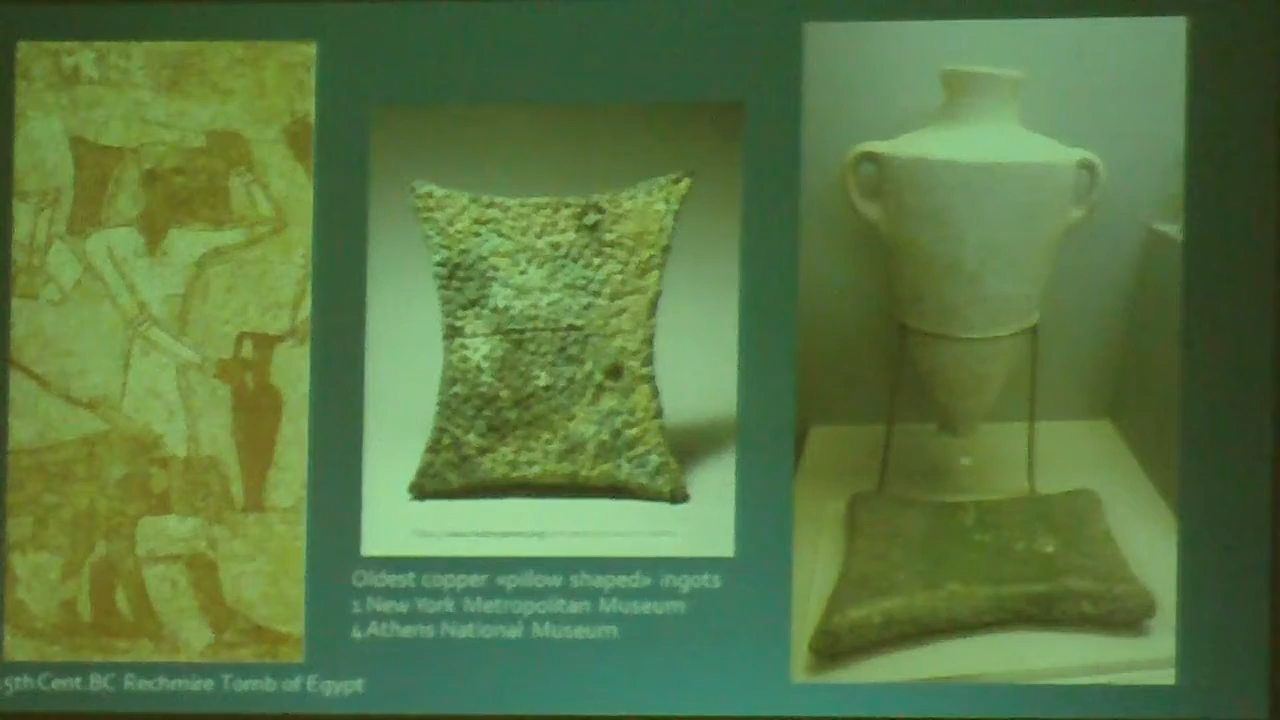 Oldest copper «pillow shaped» ingots
1 New York Metropolitan Museum
4 Athens National Museum
5th Cent.BC Rechmire Tomb of Egypt